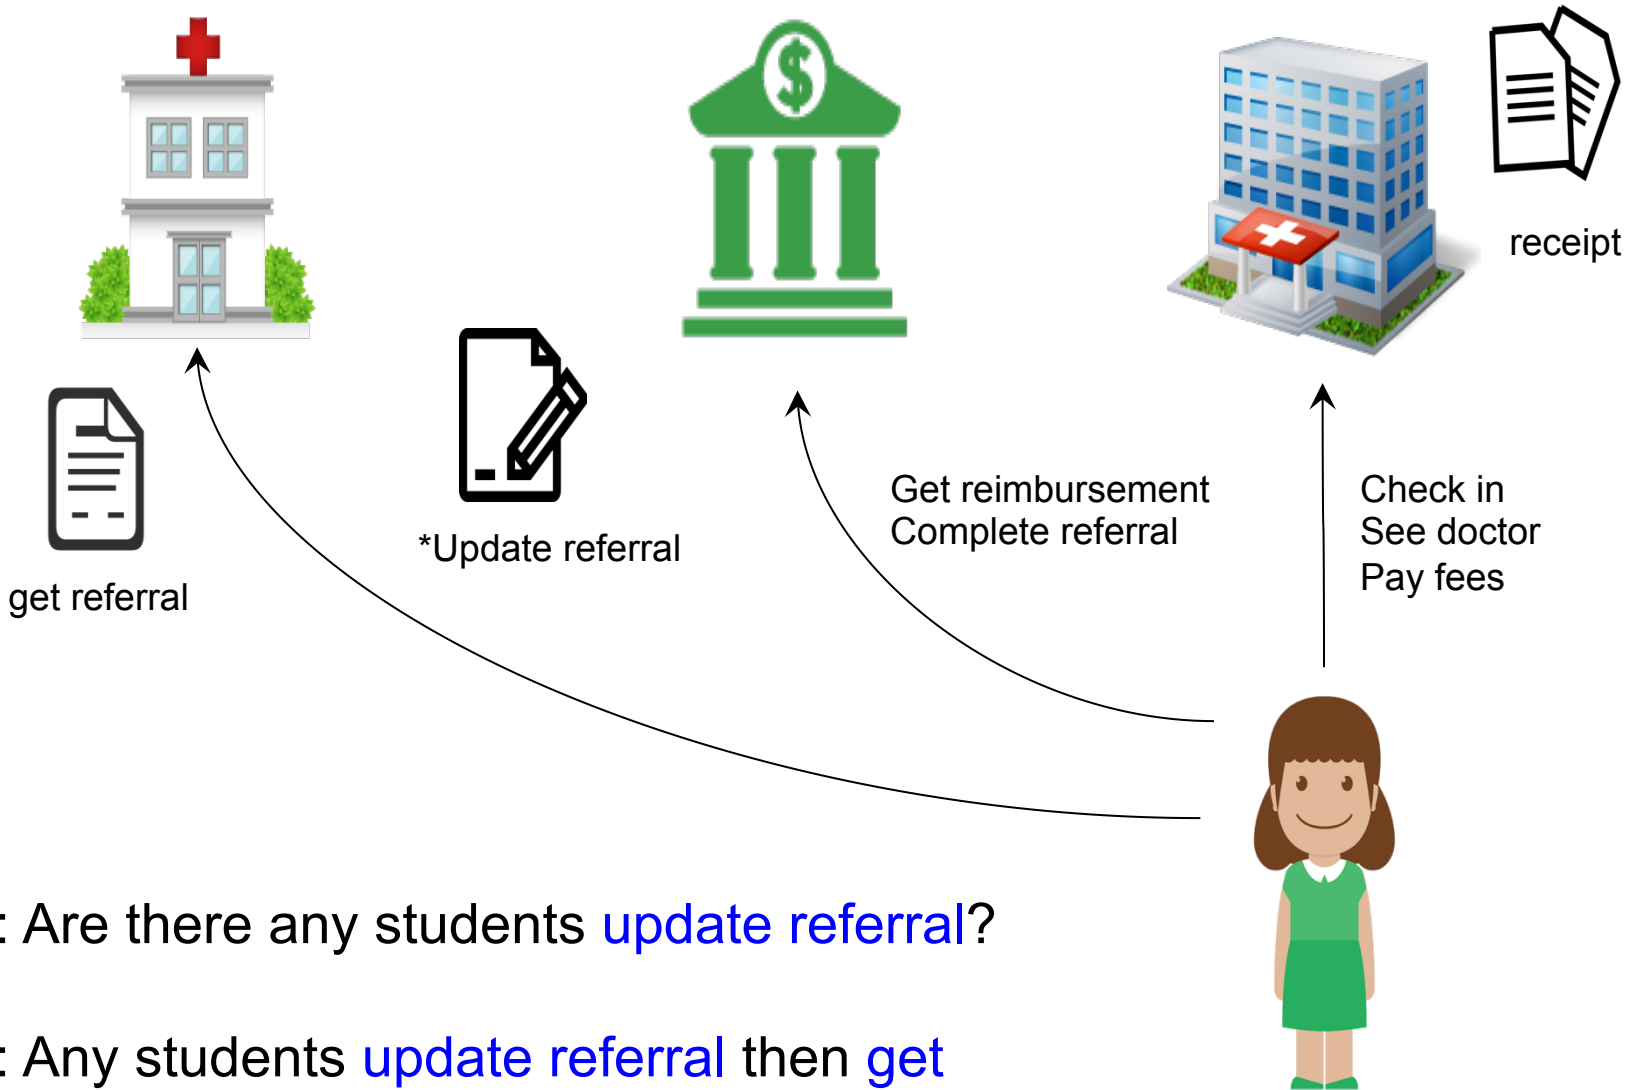 receipt
get referral
*Update referral
Get reimbursement
Complete referral
Check in
See doctor
Pay fees
: Are there any students update referral?
: Any students update referral then get